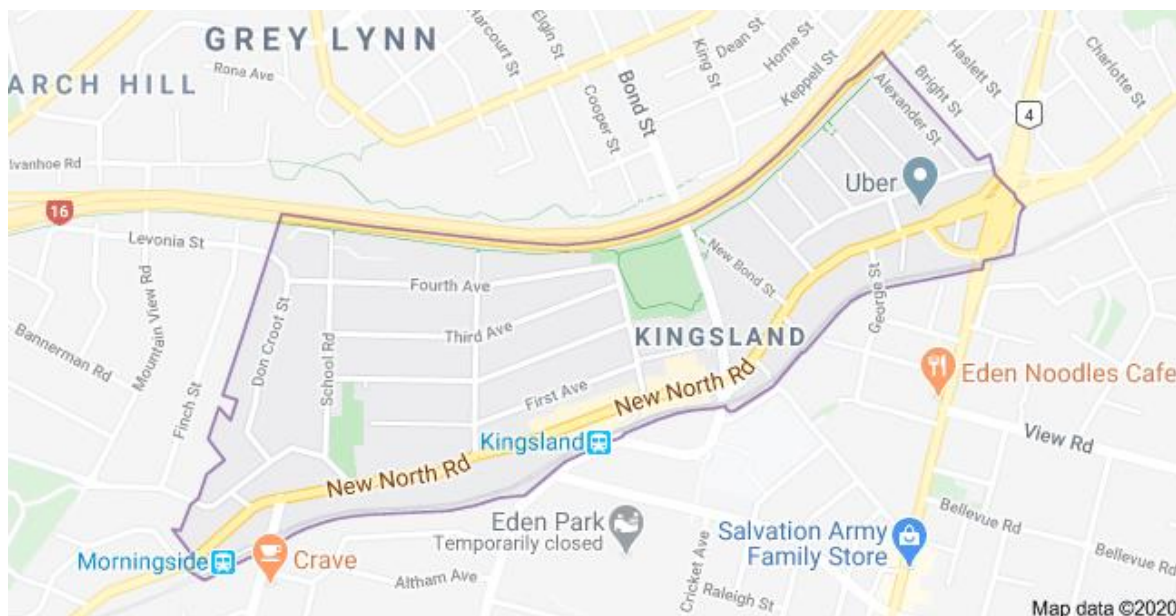 GREY LYNN
ARCH HILL
Rona Ave
Harcourt St
Elgin St
Cooper St
Bond St
King St
Dean St
Home St
Keppell St
Alexander St
Bright St
Haslett St
Charlotte St
4
Ivanhoe Rd
16
Levonia St
Uber
Fourth Ave
New Bond St
George St
Third Ave
KINGSLAND
Bannerman Rd
Mountain View Rd
Finch St
Don Croot St
School Rd
First Ave
New North Rd
Eden Noodles Cafe
Kingsland
View Rd
New North Rd
Eden Park
Temporarily closed
Salvation Army
Family Store
Bellevue Rd
Bellevue Rd
Morningside
Crave
Altham Ave
Cricket Ave
Raleigh St
Map data ©2020